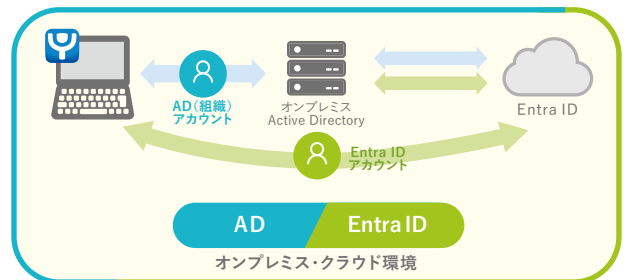 AD(組織)
アカウント
オンプレミス
Active Directory
Entra ID
Entra ID
アカウント
AD
Entra ID
オンプレミス・クラウド環境